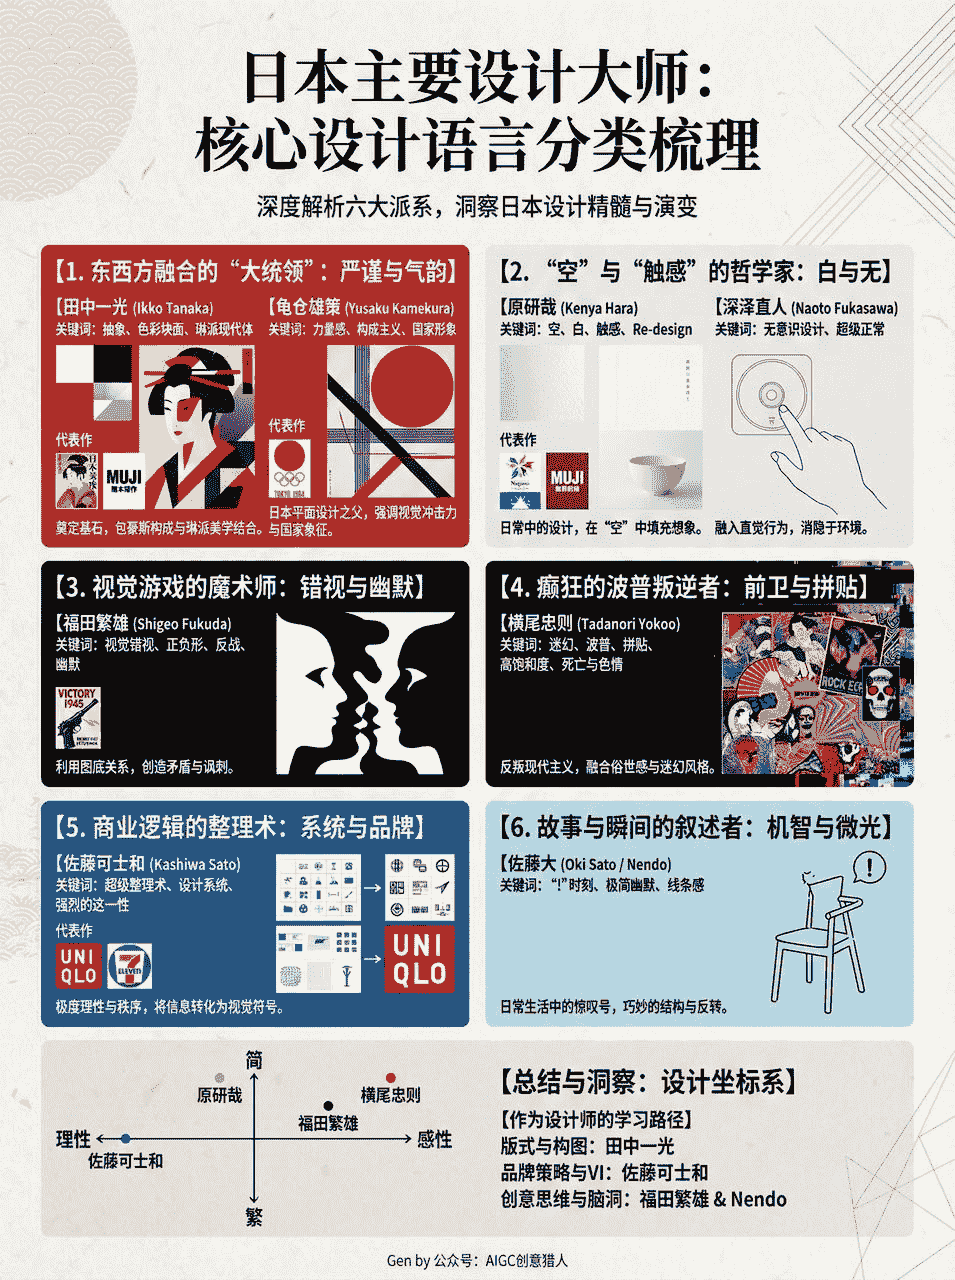 日本主要设计大师：
核心设计语言分类梳理
深度解析六大派系，洞察日本设计精髓与演变
【1. 东西方融合的“大统领”：严谨与气韵】
【田中一光 (Ikko Tanaka)
关键词：抽象、色彩块面、琳派现代体
代表作
日本美術
MUJI
奠定基石，包豪斯构成与琳派美学结合。
【龟仓雄策 (Yusaku Kamekura)
关键词：力量感、构成主义、国家形象
代表作
TOKYO 1964
日本平面设计之父，强调视觉冲击力
与国家象征。
【2. “空”与“触感”的哲学家：白与无】
【原研哉 (Kenya Hara)
关键词：空、白、触感、Re-design
代表作
Nagano
MUJI
日常中的设计，在“空”中填充想象。
【深泽直人 (Naoto Fukasawa)
关键词：无意识设计、超级正常
融入直觉行为，消隐于环境。
【3. 视觉游戏的魔术师：错视与幽默】
【福田繁雄 (Shigeo Fukuda)
关键词：视觉错视、正负形、反战、
幽默
VICTORY
1945
利用图底关系，创造矛盾与讽刺。
【4. 癫狂的波普叛逆者：前卫与拼贴】
【横尾忠则 (Tadanori Yokoo)
关键词：迷幻、波普、拼贴、
高饱和度、死亡与色情
反叛现代主义，融合俗世感与迷幻风格。
【5. 商业逻辑的整理术：系统与品牌】
【佐藤可士和 (Kashiwa Sato)
关键词：超级整理术、设计系统、
强烈的这一性
代表作
UNI
QLO
7
ELEVEN
UNI
QLO
极度理性与秩序，将信息转化为视觉符号。
【6. 故事与瞬间的叙述者：机智与微光】
【佐藤大 (Oki Sato / Nendo)
关键词：“!”时刻、极简幽默、线条感
!
日常生活中的惊叹号，巧妙的结构与反转。
简
原研哉
横尾忠则
福田繁雄
理性
感性
佐藤可士和
繁
【总结与洞察：设计坐标系】
【作为设计师的学习路径】
版式与构图：田中一光
品牌策略与VI：佐藤可士和
创意思维与脑洞：福田繁雄 & Nendo
Gen by 公众号：AIGC创意猎人